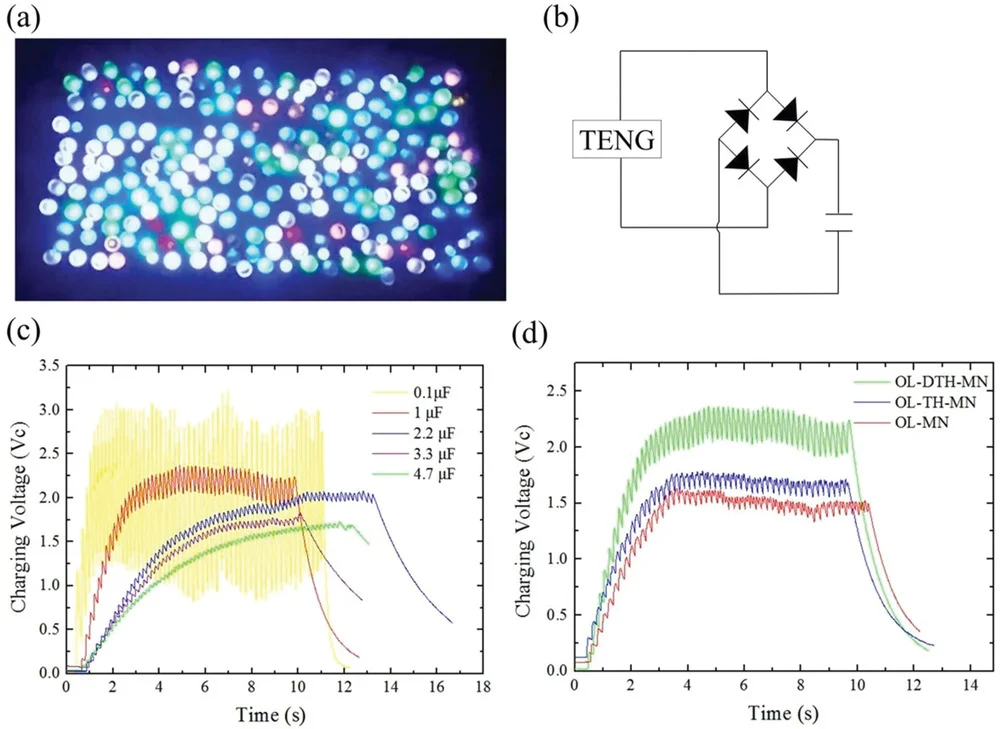 (a)
(b)
TENG
(c)
Charging Voltage (Vc)
3.5
3.0
2.5
2.0
1.5
1.0
0.5
0.0
0.1μF
1 μF
2.2 μF
3.3 μF
4.7 μF
0 2 4 6 8 10 12 14 16 18
Time (s)
(d)
Charging Voltage (Vc)
2.5
2.0
1.5
1.0
0.5
0.0
OL-DTH-MN
OL-TH-MN
OL-MN
0 2 4 6 8 10 12 14
Time (s)